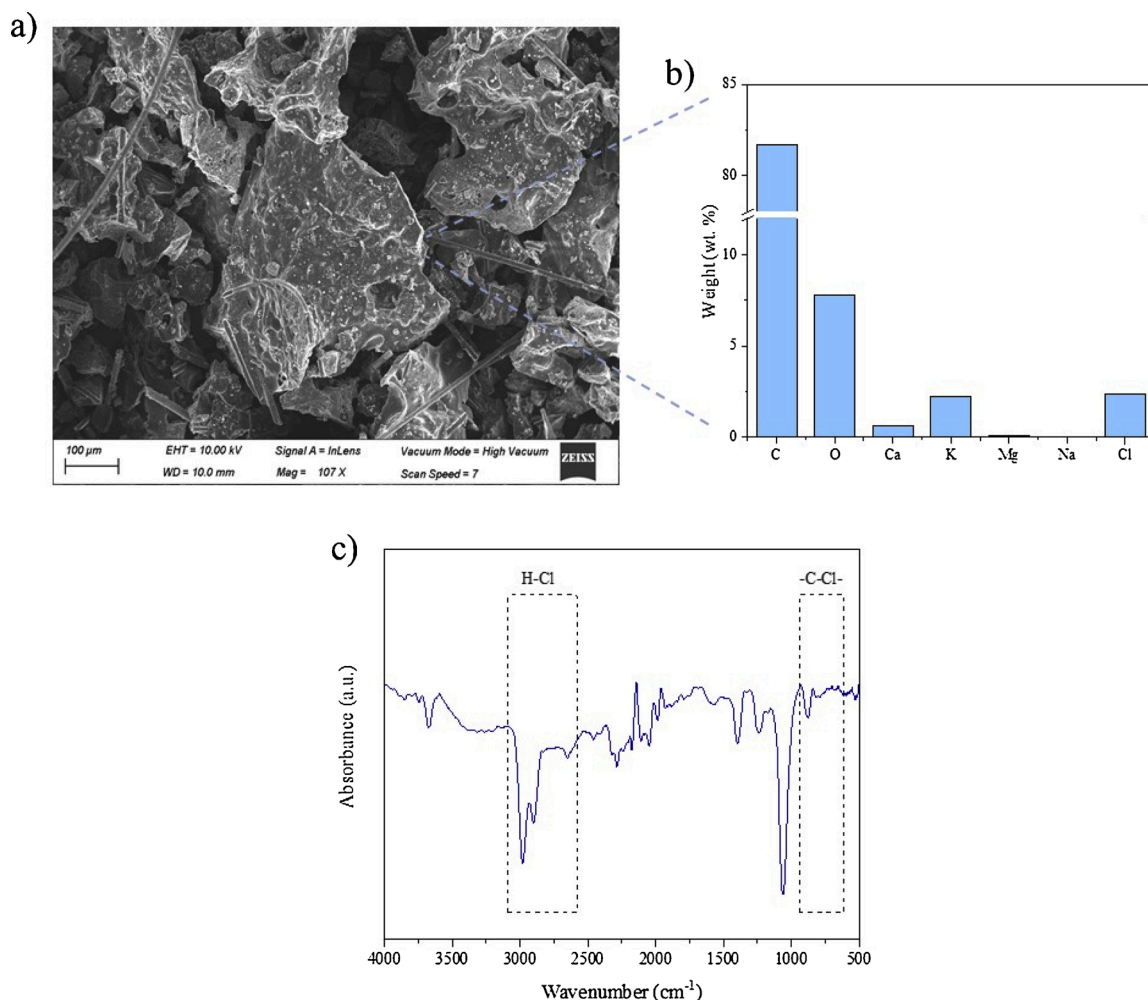 a)
100 µm
EHT = 10.00 kV
WD = 10.0 mm
Signal A = InLens
Mag = 107 X
Vacuum Mode = High Vacuum
Scan Speed = 7
ZEISS
b)
85
80
10
5
0
Weight (wt. %)
C O Ca K Mg Na Cl
c)
H-Cl
-C-Cl-
Absorbance (a.u.)
4000 3500 3000 2500 2000 1500 1000 500
Wavenumber (cm⁻¹)